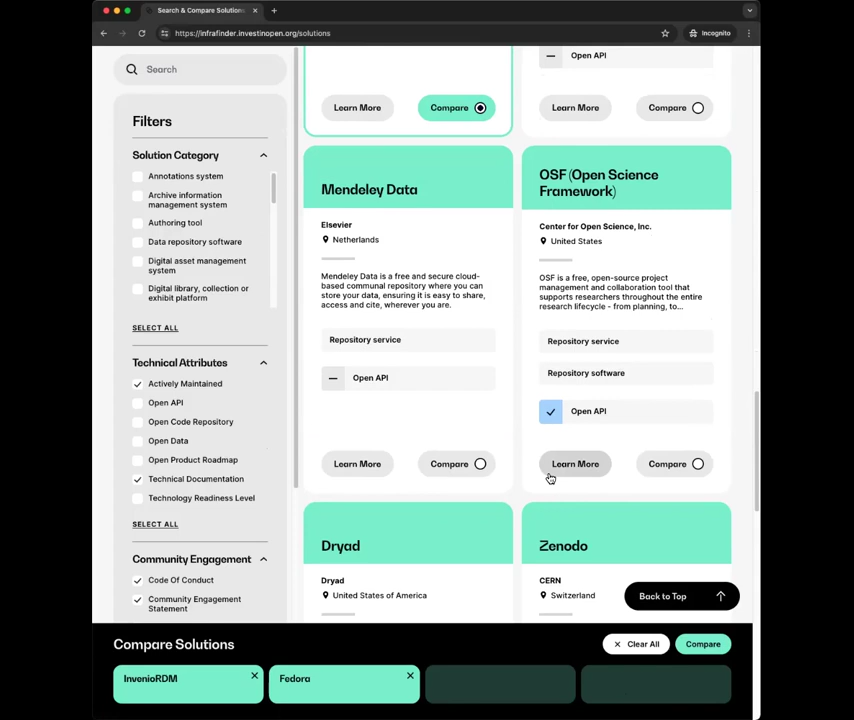 Search & Compare Solutions
https://infrafinder.investinopen.org/solutions
Incognito
Search
Filters
Solution Category
Annotations system
Archive information
management system
Authoring tool
Data repository software
Digital asset management
system
Digital library, collection or
exhibit platform
SELECT ALL
Technical Attributes
Actively Maintained
Open API
Open Code Repository
Open Data
Open Product Roadmap
Technical Documentation
Technology Readiness Level
SELECT ALL
Community Engagement
Code Of Conduct
Community Engagement
Statement
Learn More
Compare
Open API
Learn More
Compare
Mendeley Data
Elsevier
Netherlands
Mendeley Data is a free and secure cloud-
based communal repository where you can
store your data, ensuring it is easy to share,
access and cite, wherever you are.
Repository service
Open API
Learn More
Compare
OSF (Open Science
Framework)
Center for Open Science, Inc.
United States
OSF is a free, open-source project
management and collaboration tool that
supports researchers throughout the entire
research lifecycle - from planning, to...
Repository service
Repository software
Open API
Learn More
Compare
Dryad
Dryad
United States of America
Zenodo
CERN
Switzerland
Back to Top
Compare Solutions
Clear All
Compare
InvenioRDM
Fedora